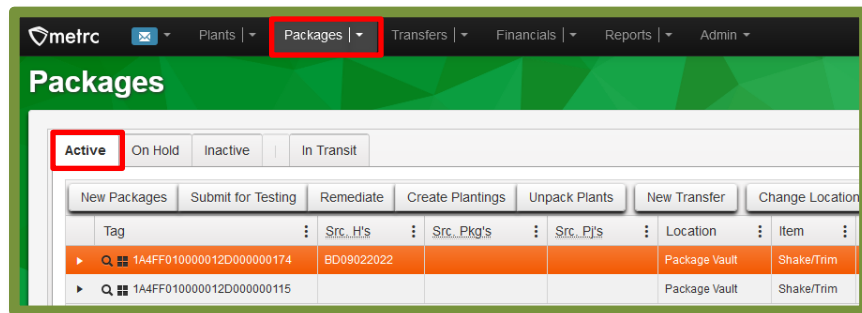 metrc Plants Packages Transfers Financials Reports Admin
Packages
Active On Hold Inactive In Transit
New Packages Submit for Testing Remediate Create Plantings Unpack Plants New Transfer Change Location
Tag Src. H's Src. Pkg's Src. Pj's Location Item
1A4FF010000012D000000174 BD09022022 Package Vault Shake/Trim
1A4FF010000012D000000115 Package Vault Shake/Trim